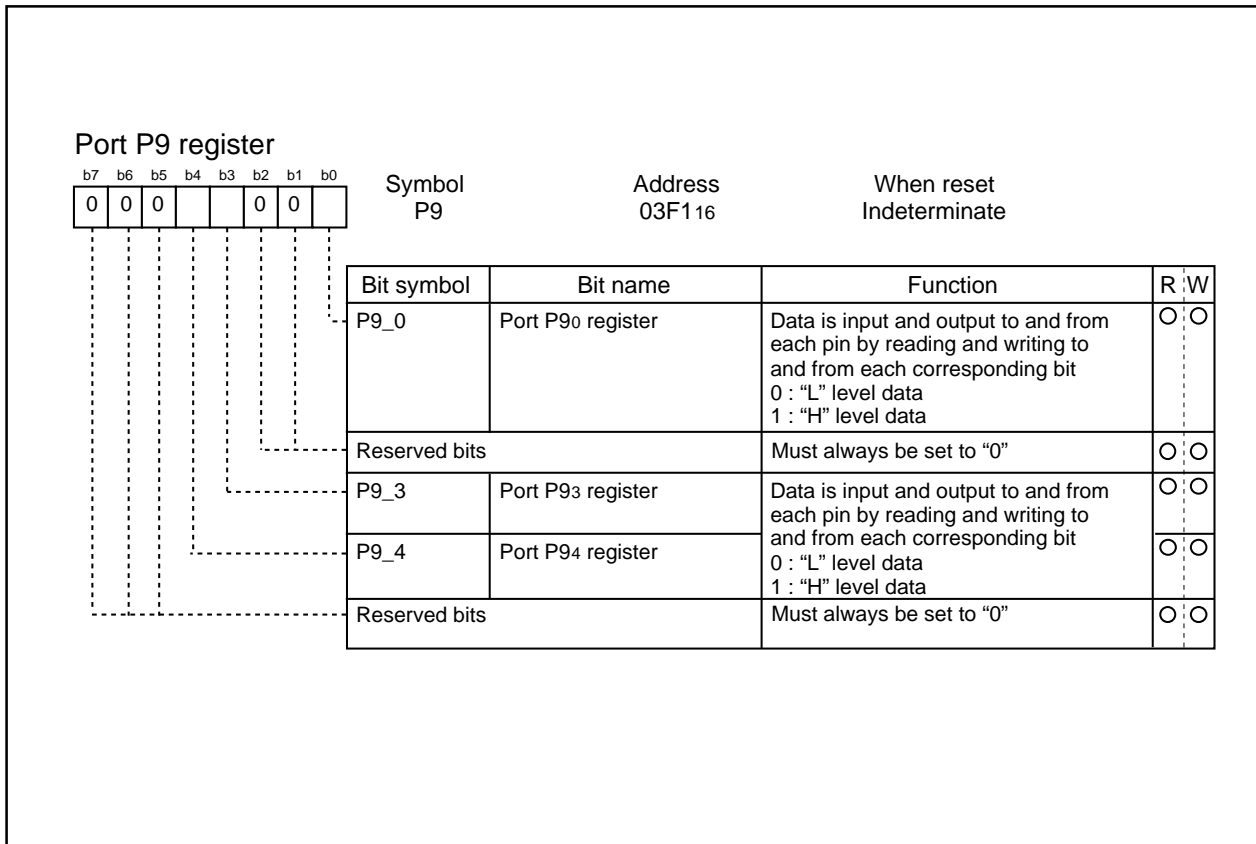 Port P9 register
b7 b6 b5 b4 b3 b2 b1 b0
0 0 0 0 0
Symbol Address When reset
P9 03F116 Indeterminate
Bit symbol Bit name Function R W
P9_0 Port P90 register Data is input and output to and from
each pin by reading and writing to
and from each corresponding bit
0 : “L” level data
1 : “H” level data
Reserved bits Must always be set to “0”
P9_3 Port P93 register Data is input and output to and from
each pin by reading and writing to
and from each corresponding bit
P9_4 Port P94 register
0 : “L” level data
1 : “H” level data
Reserved bits Must always be set to “0”